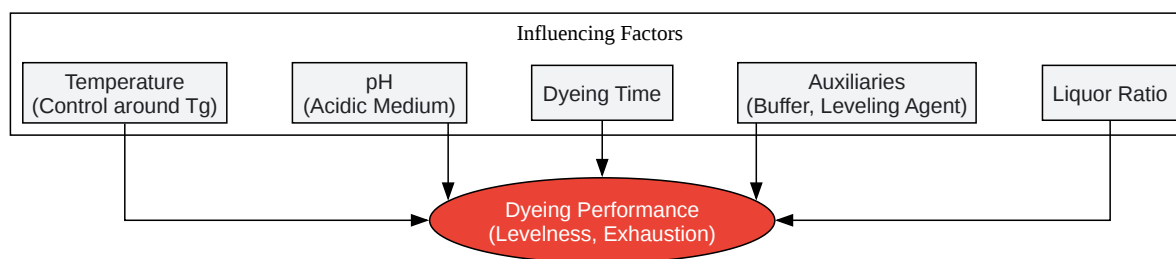 Influencing Factors
Temperature
(Control around Tg)
pH
(Acidic Medium)
Dyeing Time
Auxiliaries
(Buffer, Leveling Agent)
Liquor Ratio
Dyeing Performance
(Levelness, Exhaustion)